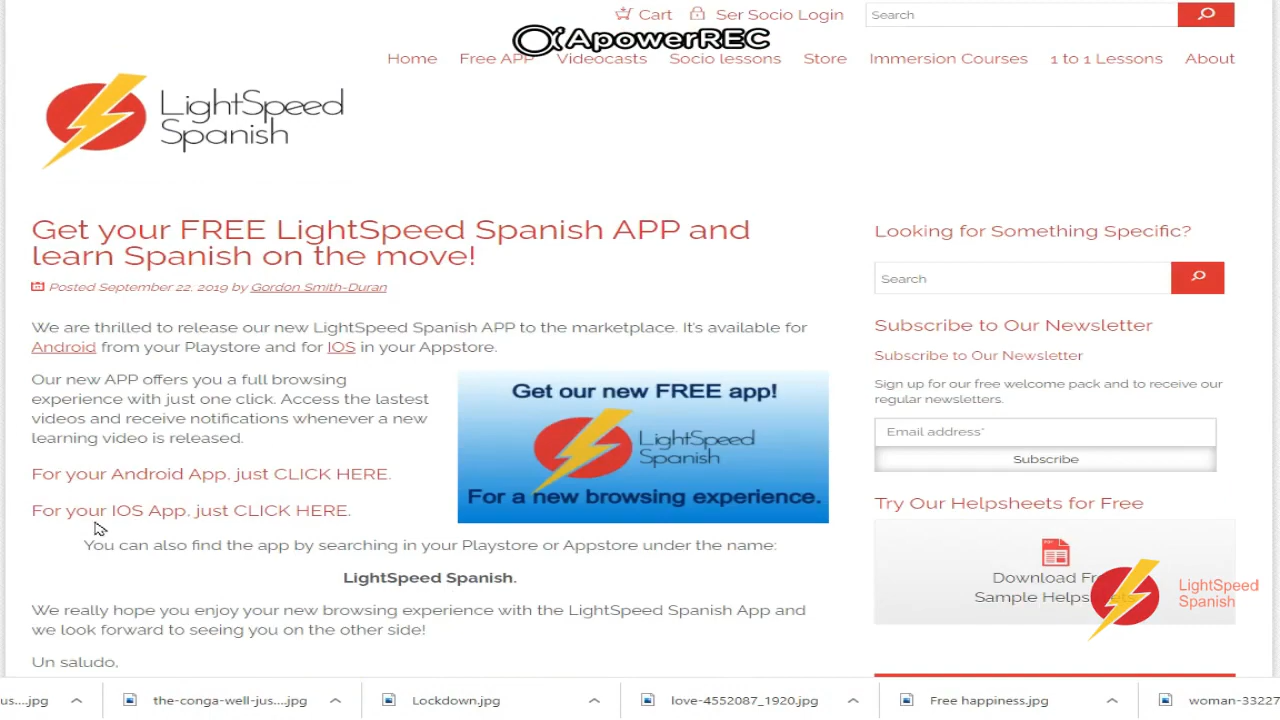 Cart Ser Socio Login Search
ApowerREC
Home Free APP Videocasts Socio lessons Store Immersion Courses 1 to 1 Lessons About
LightSpeed
Spanish
Get your FREE LightSpeed Spanish APP and
learn Spanish on the move!
Posted September 22, 2019 by Gordon Smith-Duran
We are thrilled to release our new LightSpeed Spanish APP to the marketplace. It's available for
Android from your Playstore and for IOS in your Appstore.
Our new APP offers you a full browsing
experience with just one click. Access the lastest
videos and receive notifications whenever a new
learning video is released.
For your Android App, just CLICK HERE.
For your IOS App, just CLICK HERE.
Get our new FREE app!
LightSpeed
Spanish
For a new browsing experience.
You can also find the app by searching in your Playstore or Appstore under the name:
LightSpeed Spanish.
We really hope you enjoy your new browsing experience with the LightSpeed Spanish App and
we look forward to seeing you on the other side!
Un saludo,
Looking for Something Specific?
Search
Subscribe to Our Newsletter
Subscribe to Our Newsletter
Sign up for our free welcome pack and to receive our
regular newsletters.
Email address*
Subscribe
Try Our Helpsheets for Free
Download
Sample
LightSpeed
Spanish
us....jpg the-conga-well-jus....jpg Lockdown.jpg love-4552087_1920.jpg Free happiness.jpg woman-33227